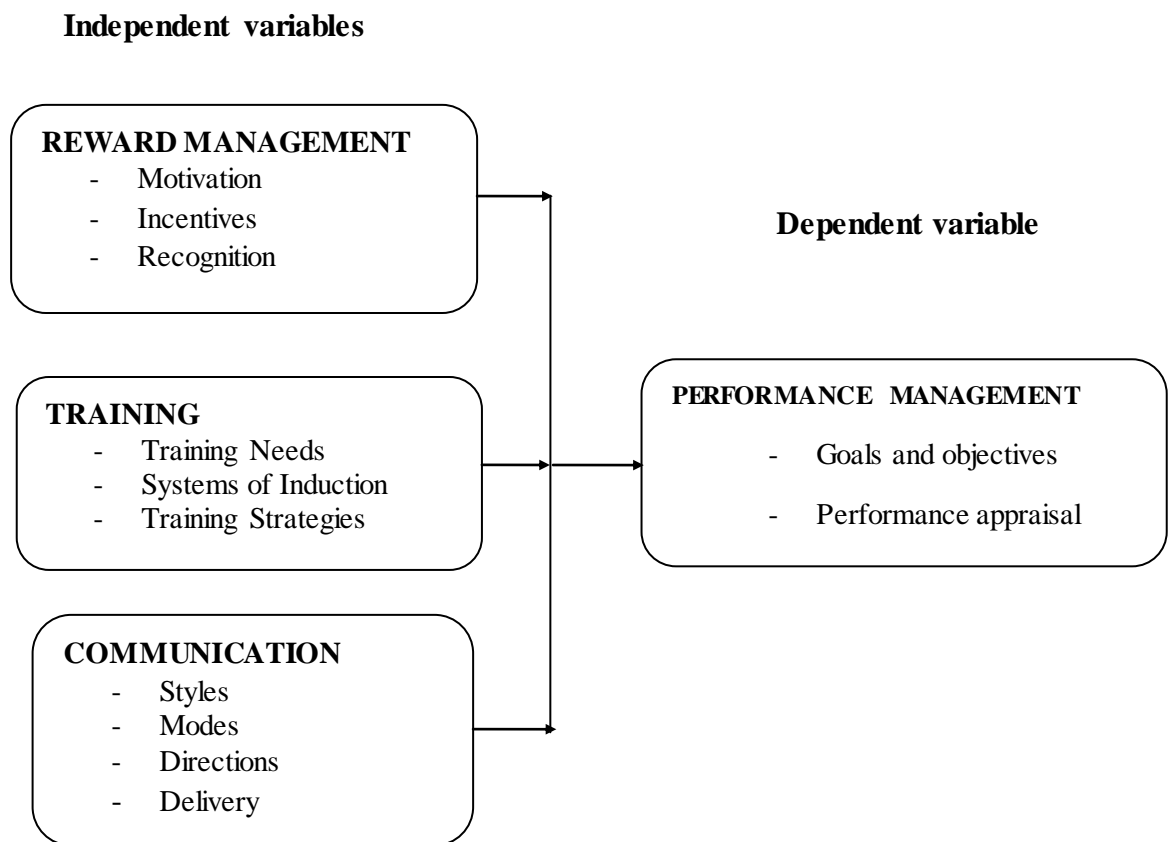 Independent variables
REWARD MANAGEMENT
- Motivation
- Incentives
- Recognition
Dependent variable
TRAINING
- Training Needs
- Systems of Induction
- Training Strategies
PERFORMANCE MANAGEMENT
- Goals and objectives
- Performance appraisal
COMMUNICATION
- Styles
- Modes
- Directions
- Delivery